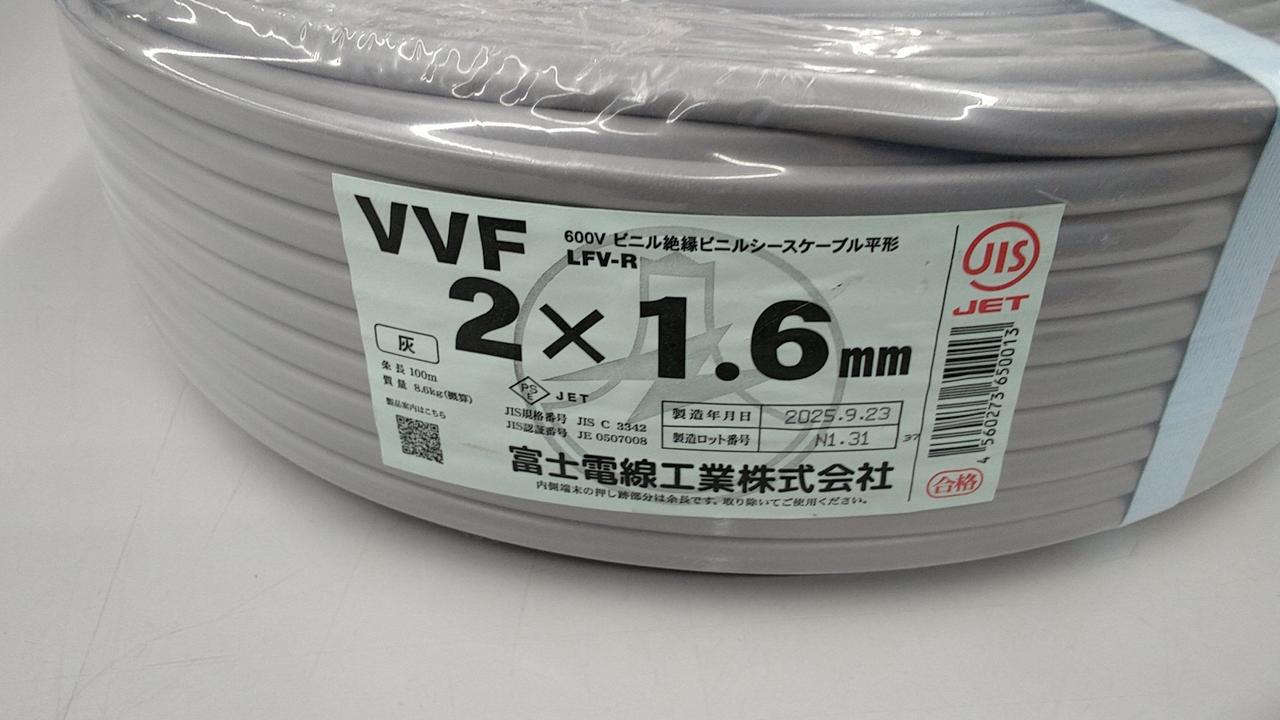 VVF
600V ビニル絶縁ビニルシースケーブル平形
LFV-R
2×1.6mm
灰
条長 100m
質量 8.6kg(概算)
製品案内はこちら
PSE JET
JIS規格番号 JIS C 3342
JIS認証番号 JE 0507008
製造年月日 2025.9.23
製造ロット番号 N1.31
37
富士電線工業株式会社
内側端末の押し跡部分は余長です。取り除いてご使用ください。
JIS
JET
4 560273 650013
合格